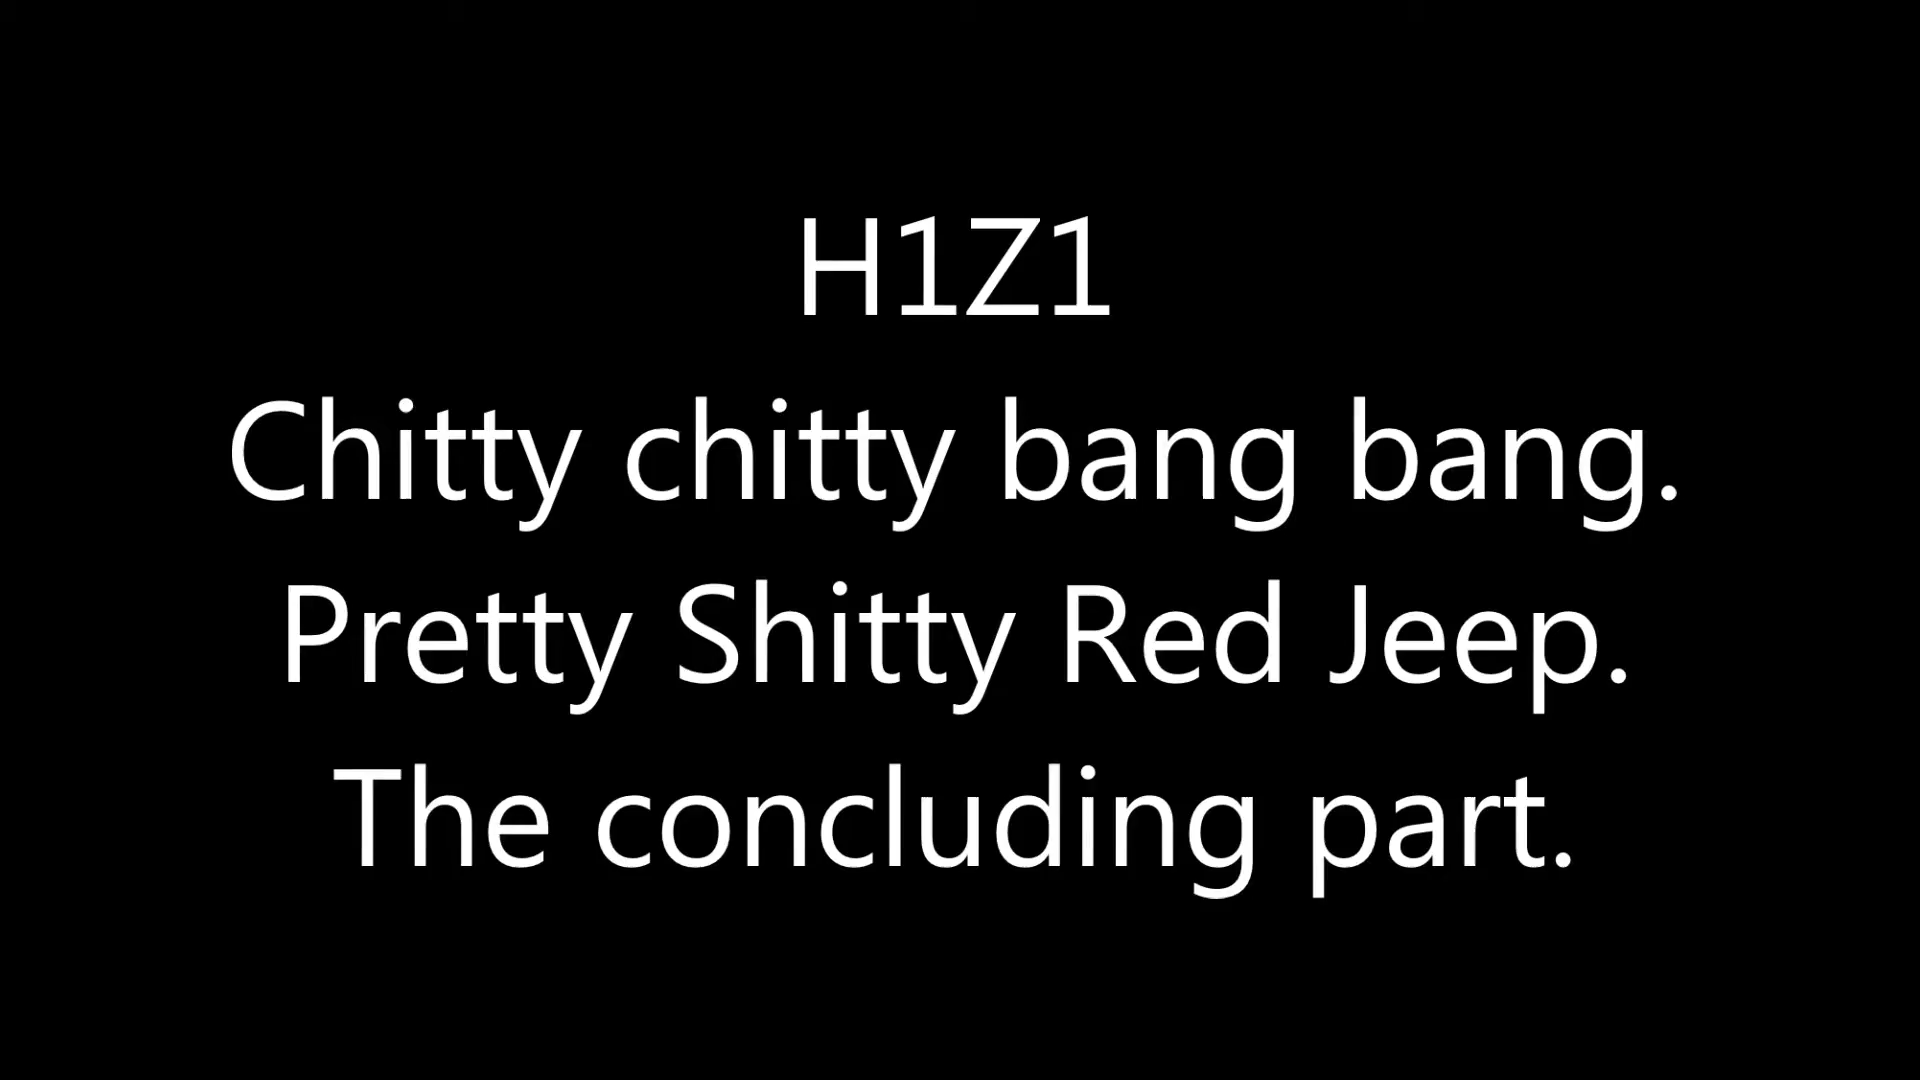 H1Z1
Chitty chitty bang bang.
Pretty Shitty Red Jeep.
The concluding part.